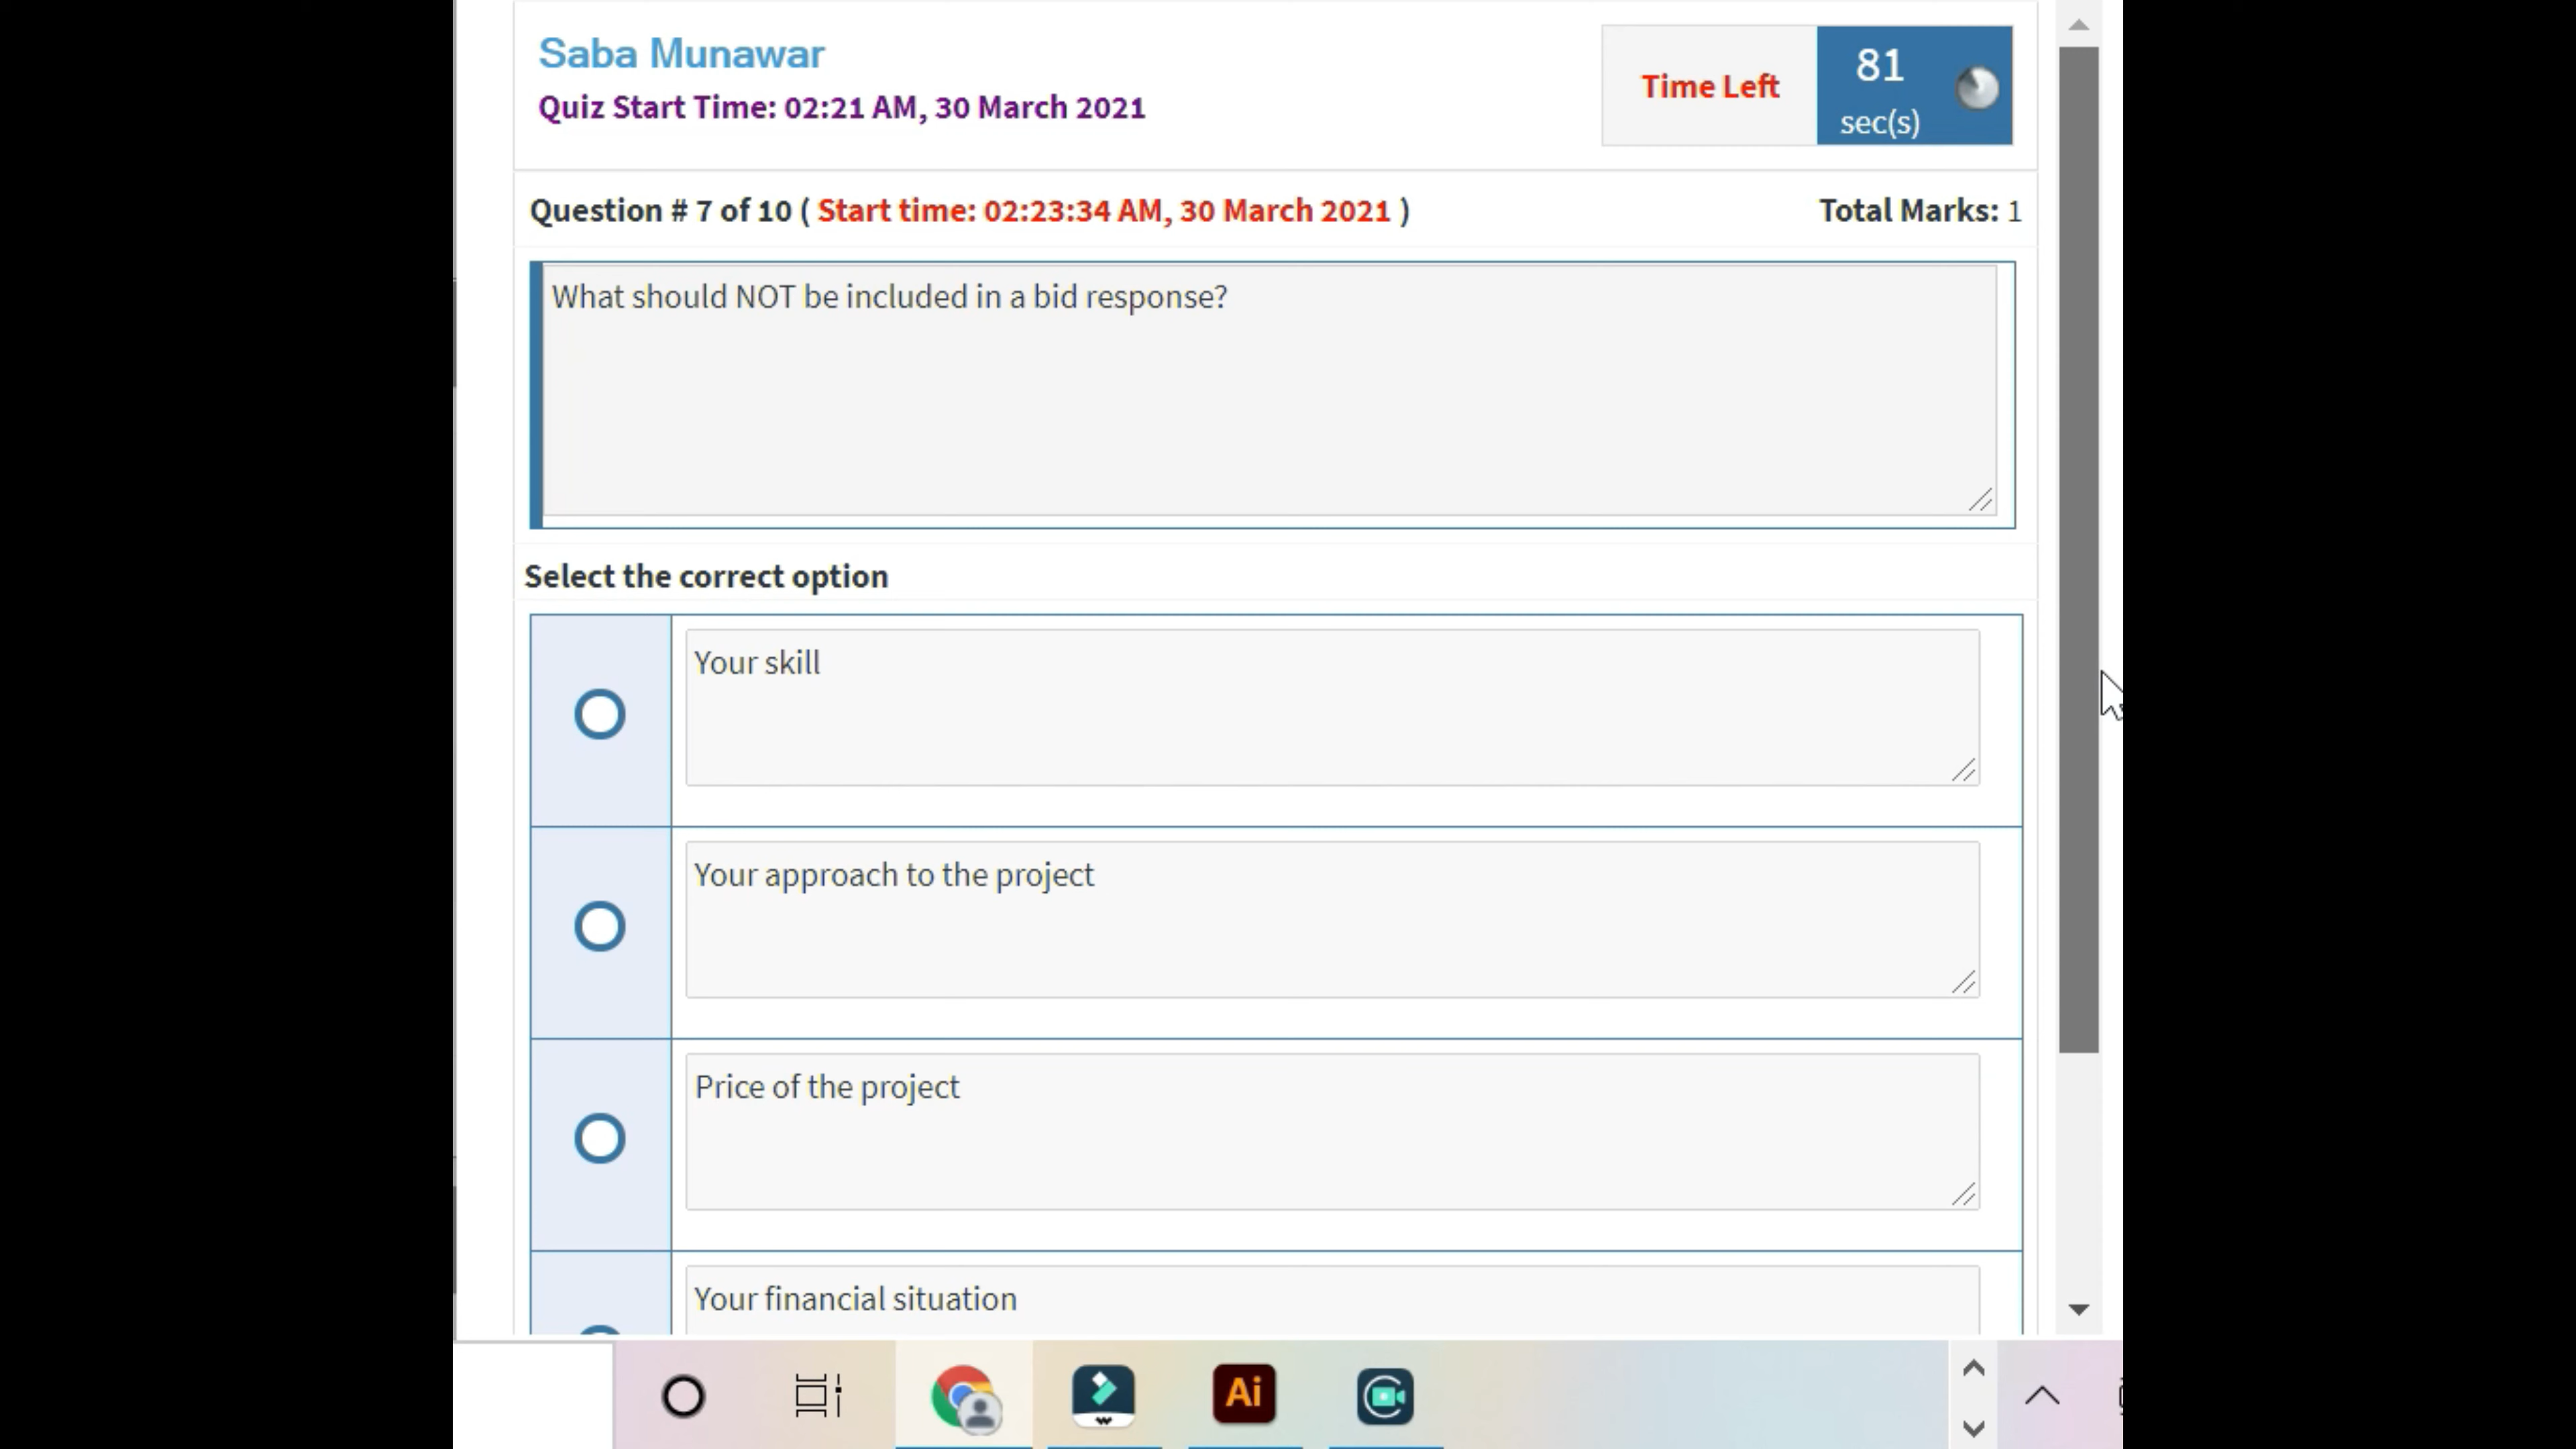 Saba Munawar
Quiz Start Time: 02:21 AM, 30 March 2021
Time Left
81
sec(s)
Question # 7 of 10 ( Start time: 02:23:34 AM, 30 March 2021 )
Total Marks: 1
What should NOT be included in a bid response?
Select the correct option
Your skill
Your approach to the project
Price of the project
Your financial situation
Ai